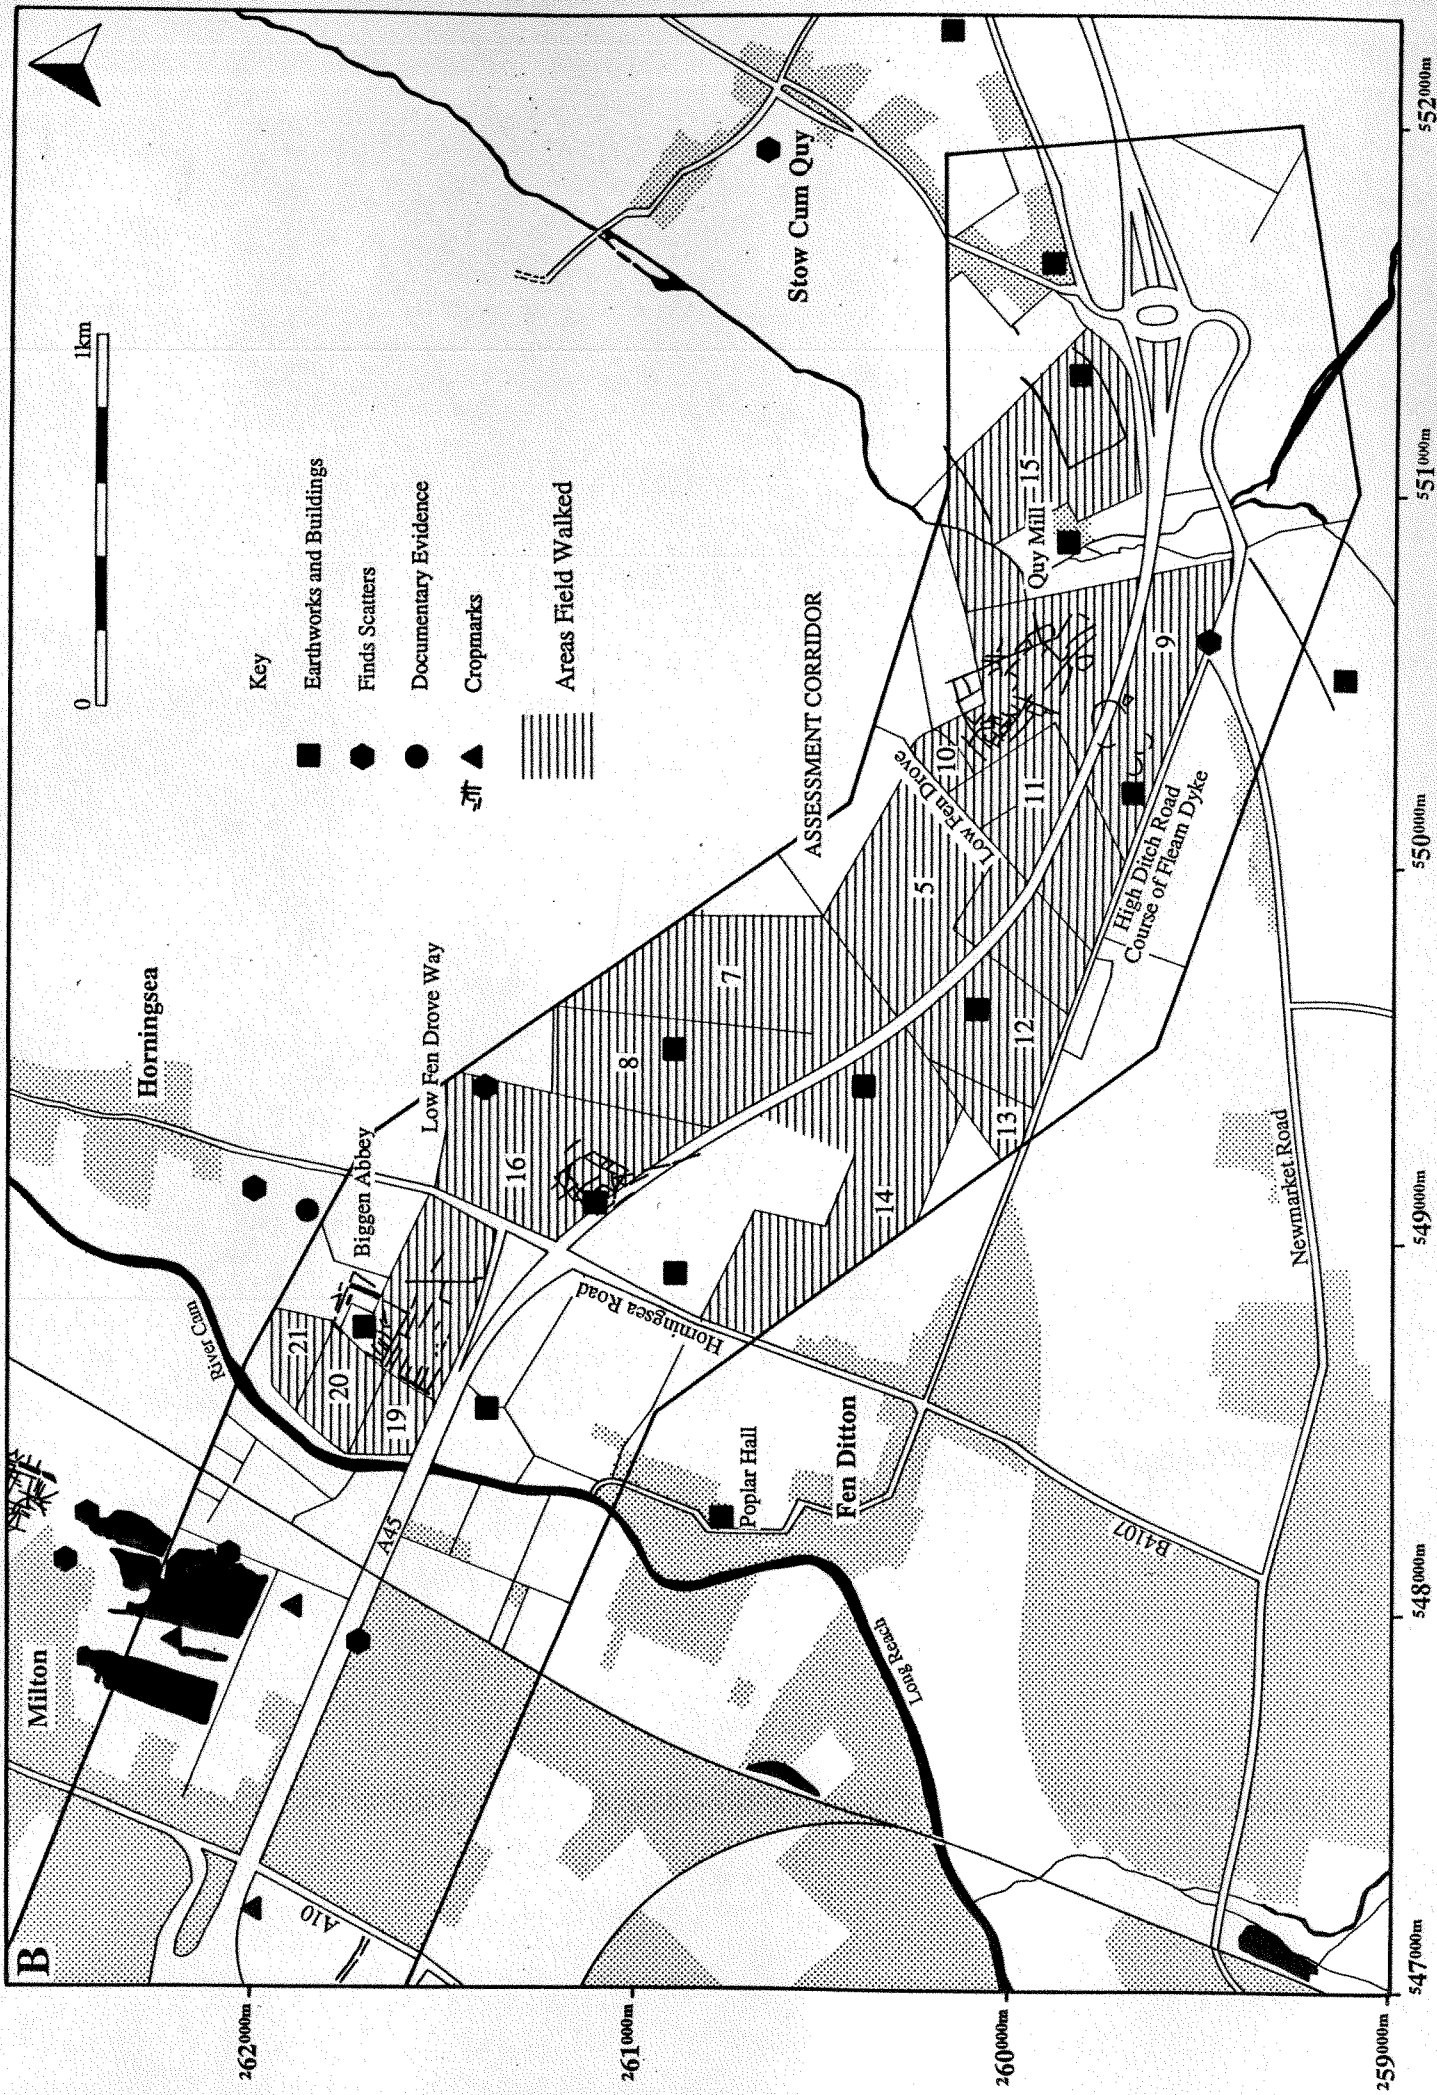 B
Milton
Horningsea
River Cam
Biggen Abbey
Low Fen Drove Way
A10
A45
21
20
19
16
8
7
Horningsea Road
14
Poplar Hall
Fen Ditton
Long Reach
B4107
Newmarket Road
13
12
5
11
10
Low Fen Drove
High Ditch Road
Course of Fleam Dyke
9
Quy Mill
15
Stow Cum Quy
ASSESSMENT CORRIDOR
0
1km
Key
Earthworks and Buildings
Finds Scatters
Documentary Evidence
Cropmarks
Areas Field Walked
262000m
261000m
260000m
259000m
547000m
548000m
549000m
550000m
551000m
552000m